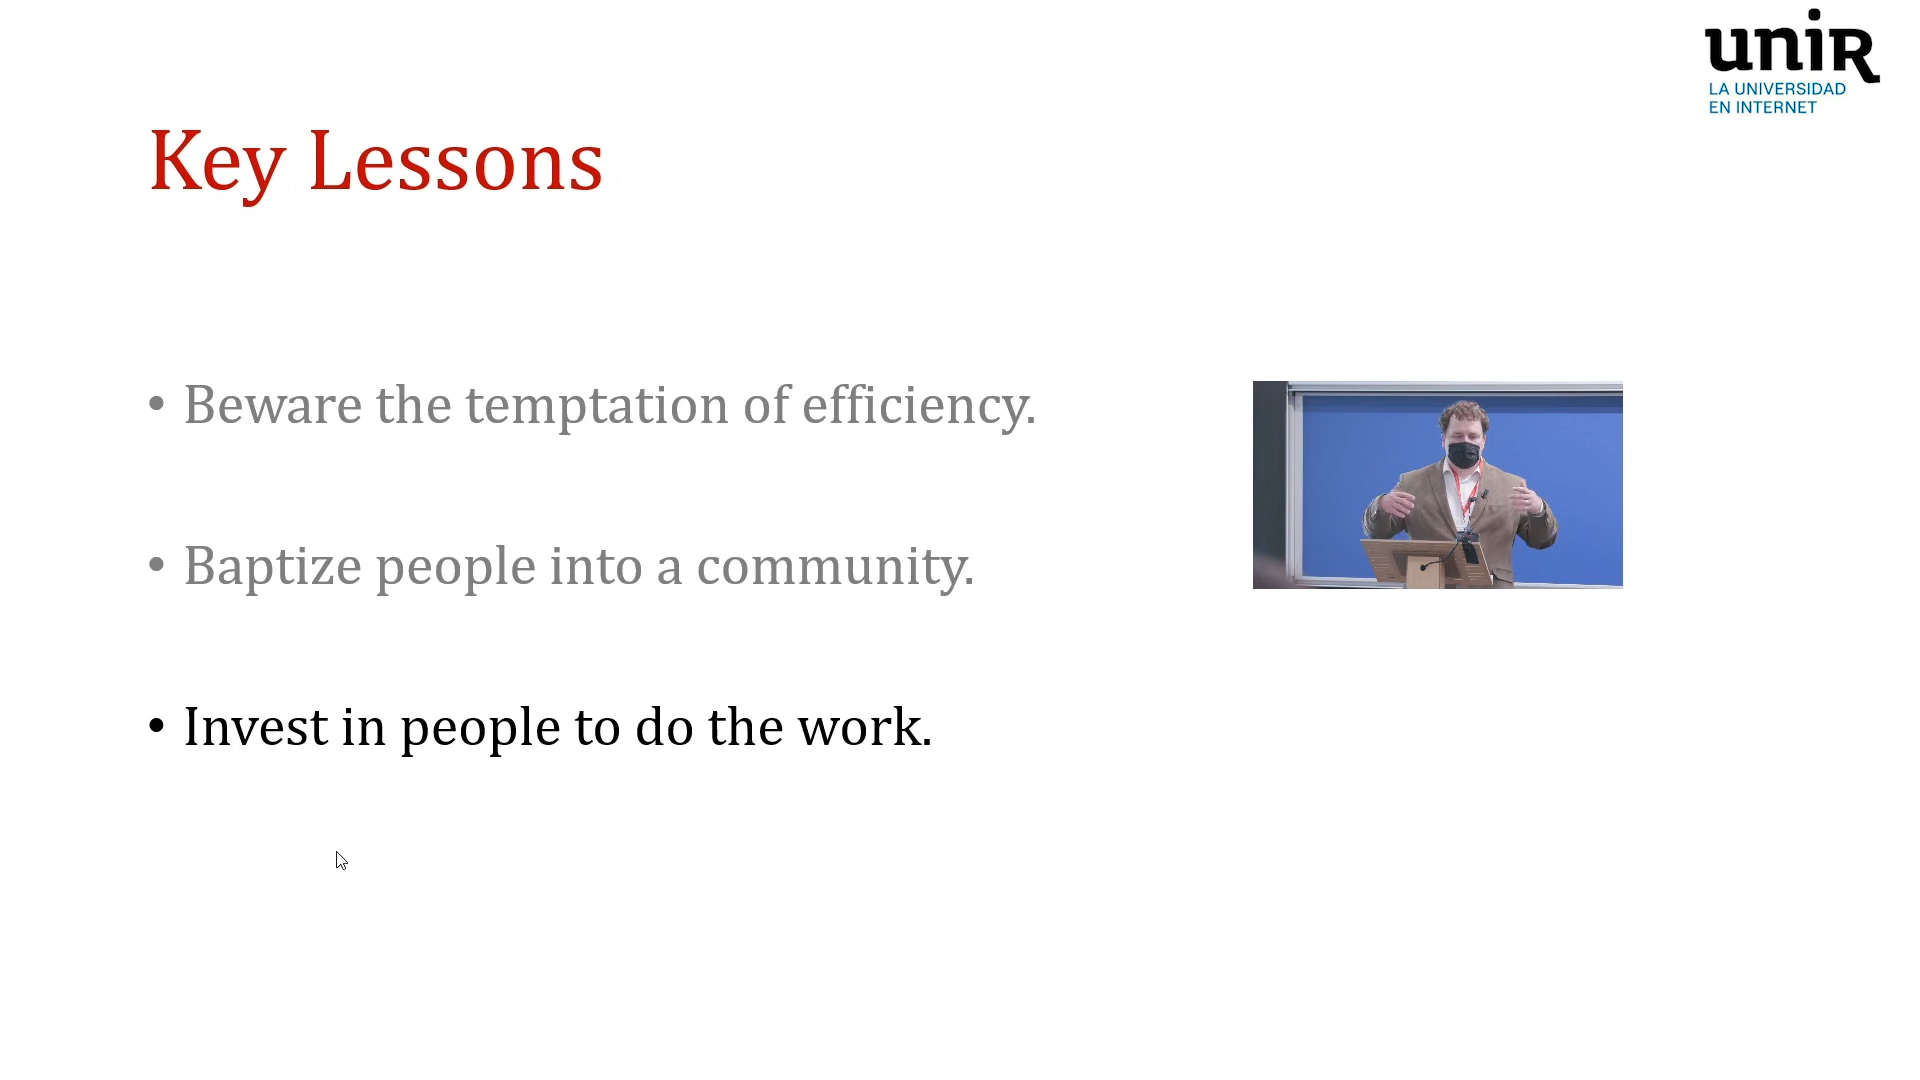 uniR
LA UNIVERSIDAD
EN INTERNET
Key Lessons
• Beware the temptation of efficiency.
• Baptize people into a community.
• Invest in people to do the work.